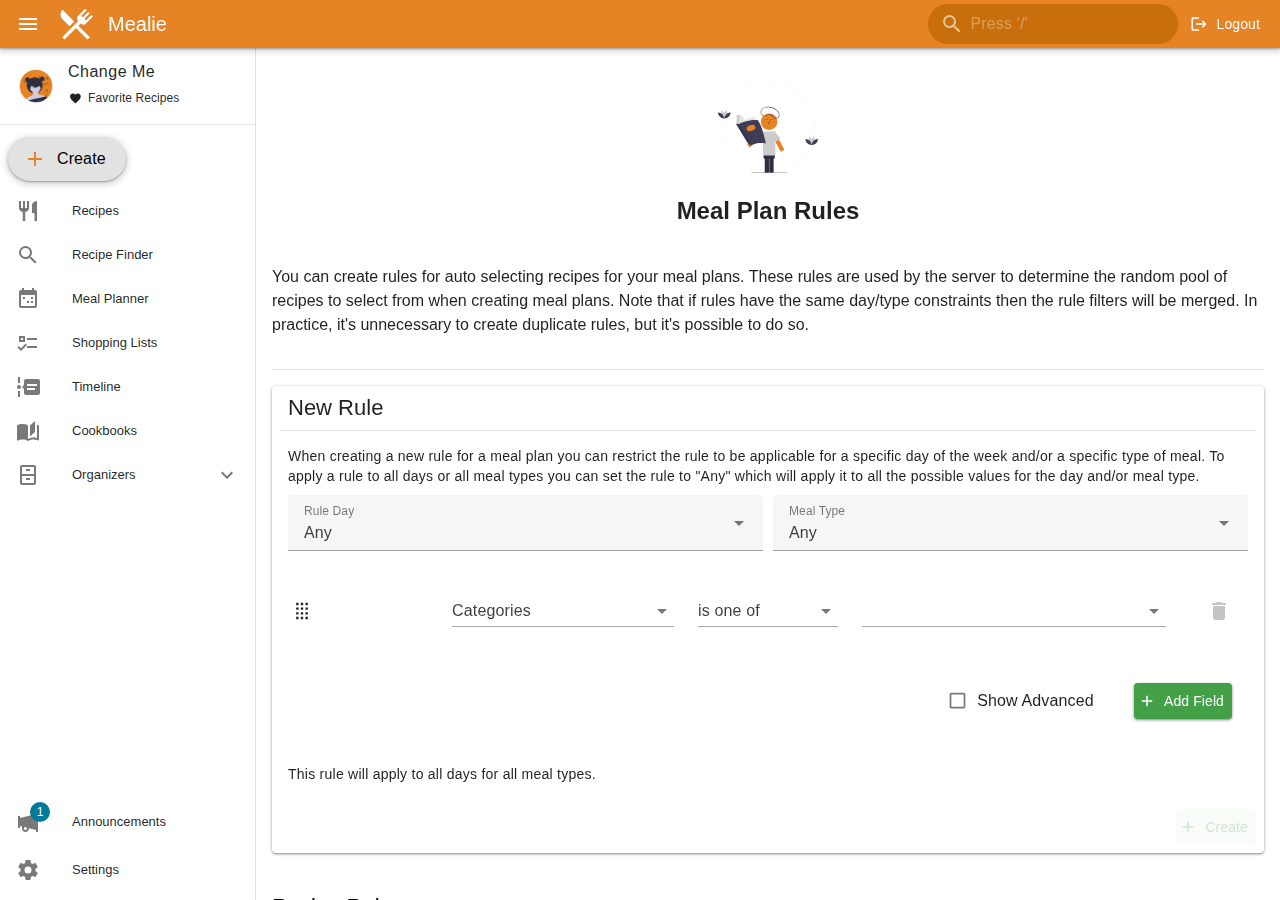 Mealie
Press '/'
Logout
Change Me
Favorite Recipes
Create
Recipes
Recipe Finder
Meal Planner
Shopping Lists
Timeline
Cookbooks
Organizers
1
Announcements
Settings
Meal Plan Rules
You can create rules for auto selecting recipes for your meal plans. These rules are used by the server to determine the random pool of
recipes to select from when creating meal plans. Note that if rules have the same day/type constraints then the rule filters will be merged. In
practice, it's unnecessary to create duplicate rules, but it's possible to do so.
New Rule
When creating a new rule for a meal plan you can restrict the rule to be applicable for a specific day of the week and/or a specific type of meal. To
apply a rule to all days or all meal types you can set the rule to "Any" which will apply it to all the possible values for the day and/or meal type.
Rule Day
Any
Meal Type
Any
Categories
is one of
Show Advanced
Add Field
This rule will apply to all days for all meal types.
Create